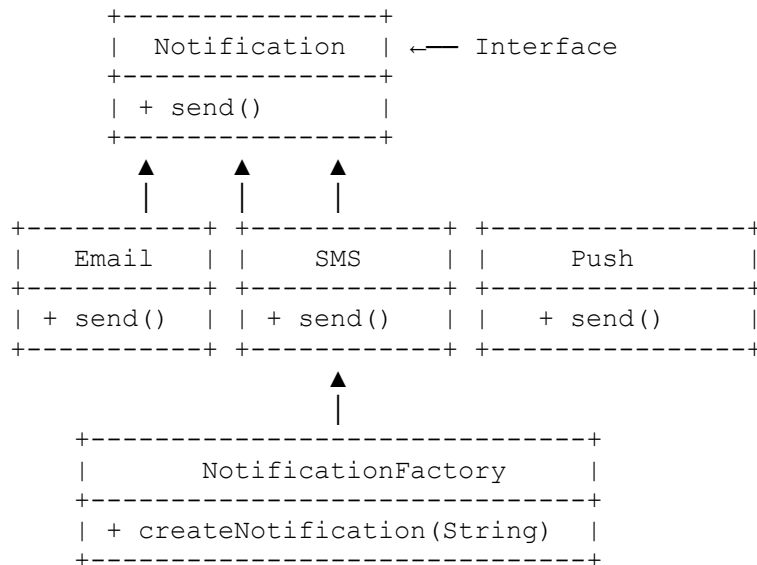 Notification ←── Interface
+ send()
Email SMS Push
+ send() + send() + send()
NotificationFactory
+ createNotification(String)